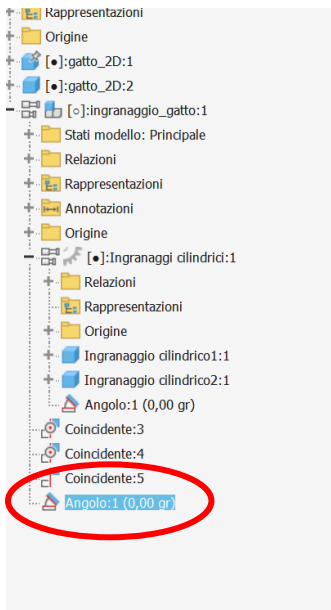 Rappresentazioni
Origine
[●]:gatto_2D:1
[●]:gatto_2D:2
[○]:ingranaggio_gatto:1
Stati modello: Principale
Relazioni
Rappresentazioni
Annotazioni
Origine
[●]:Ingranaggi cilindrici:1
Relazioni
Rappresentazioni
Origine
Ingranaggio cilindrico1:1
Ingranaggio cilindrico2:1
Angolo:1 (0,00 gr)
Coincidente:3
Coincidente:4
Coincidente:5
Angolo:1 (0,00 gr)